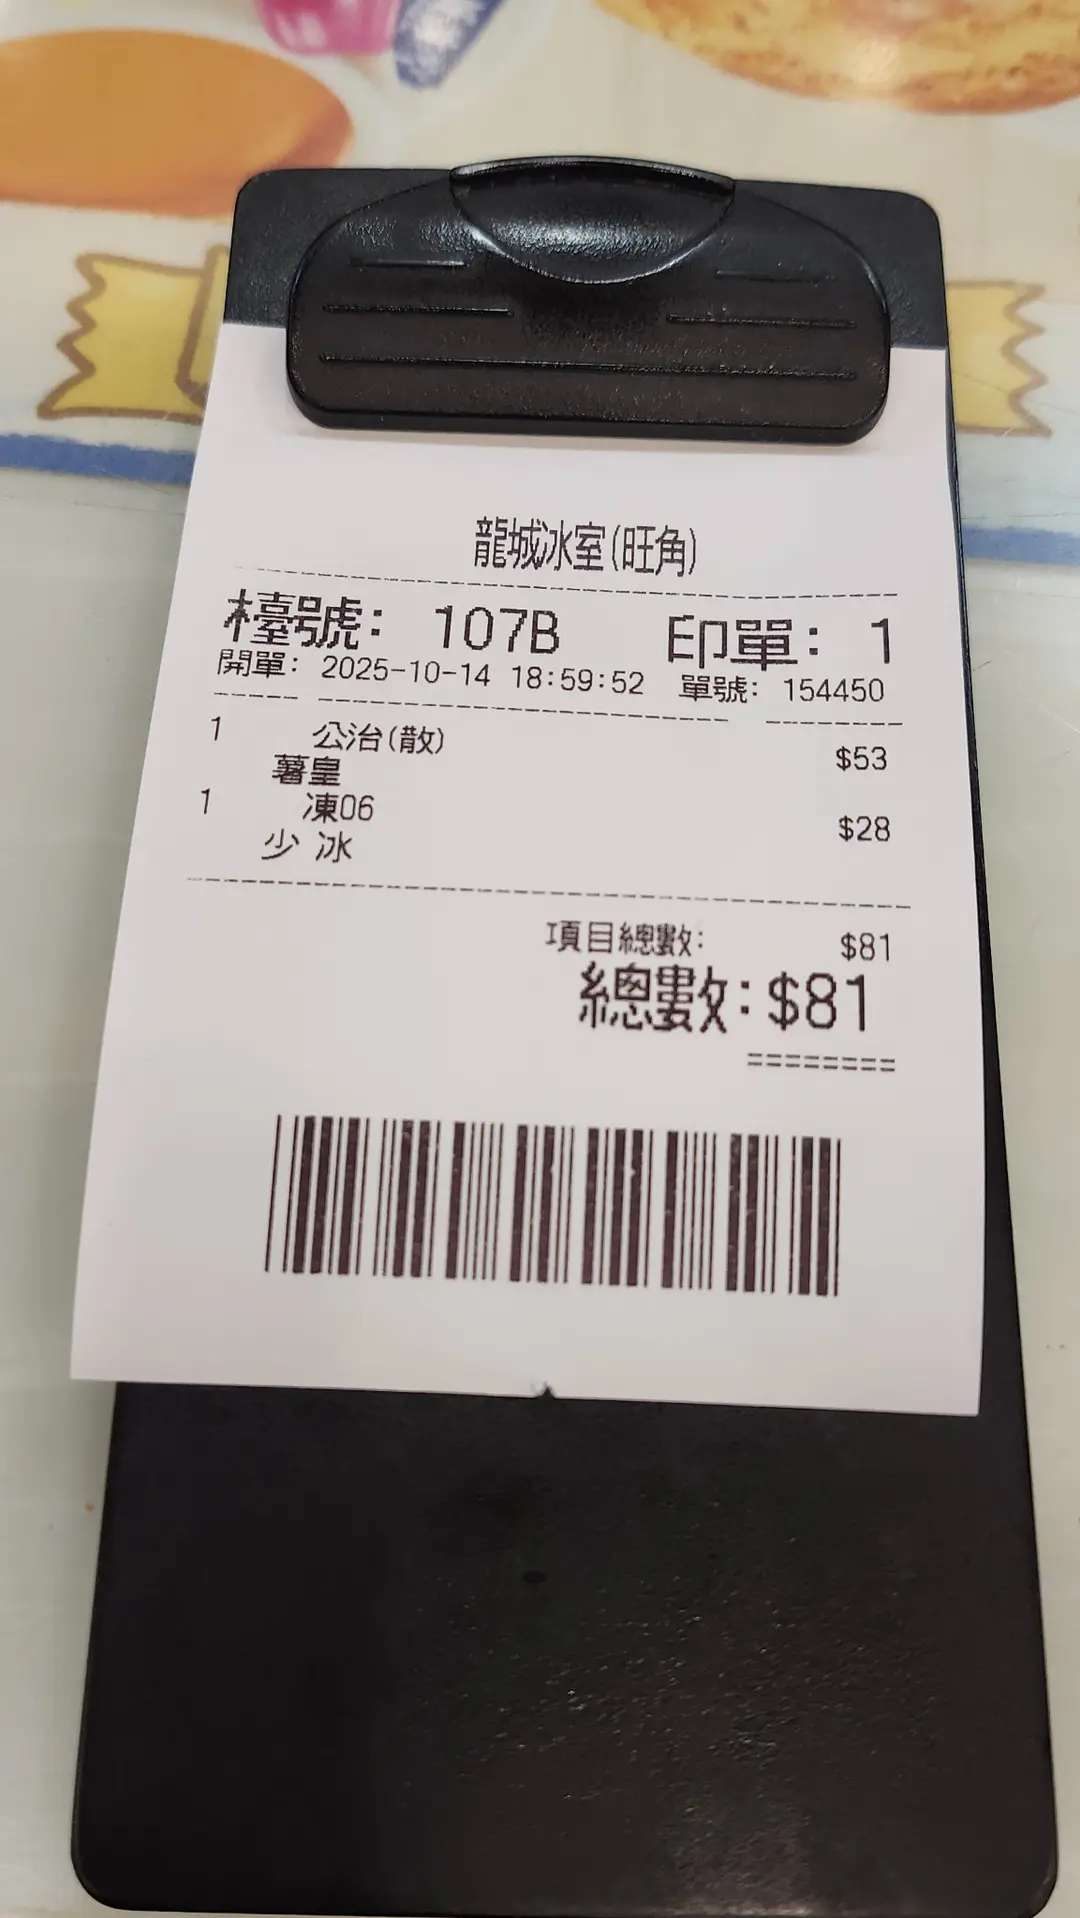 龍城冰室(旺角)
檯號: 107B 印單: 1
開單: 2025-10-14 18:59:52 單號: 154450
1 公治(散) $53
薯皇
1 凍06 $28
少 冰
項目總數: $81
總數:$81
========